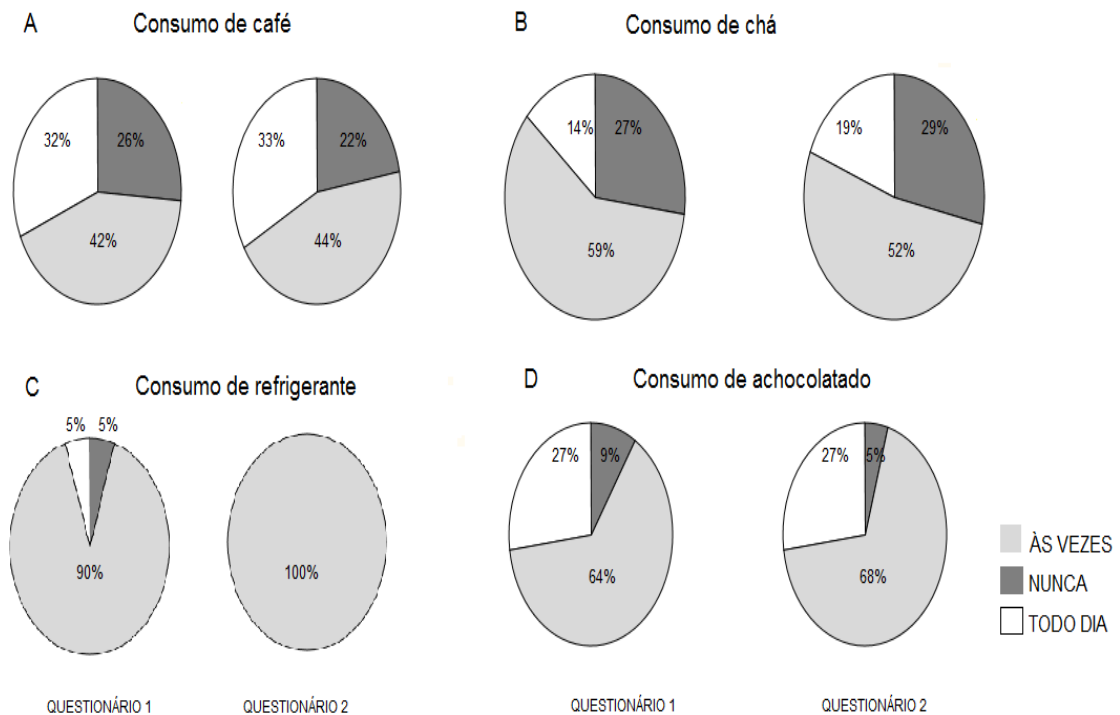 A
Consumo de café
32%
26%
42%
33%
22%
44%
B
Consumo de chá
14%
27%
59%
19%
29%
52%
C
Consumo de refrigerante
5%
5%
90%
100%
D
Consumo de achocolatado
27%
9%
64%
27%
5%
68%
ÀS VEZES
NUNCA
TODO DIA
QUESTIONÁRIO 1
QUESTIONÁRIO 2
QUESTIONÁRIO 1
QUESTIONÁRIO 2